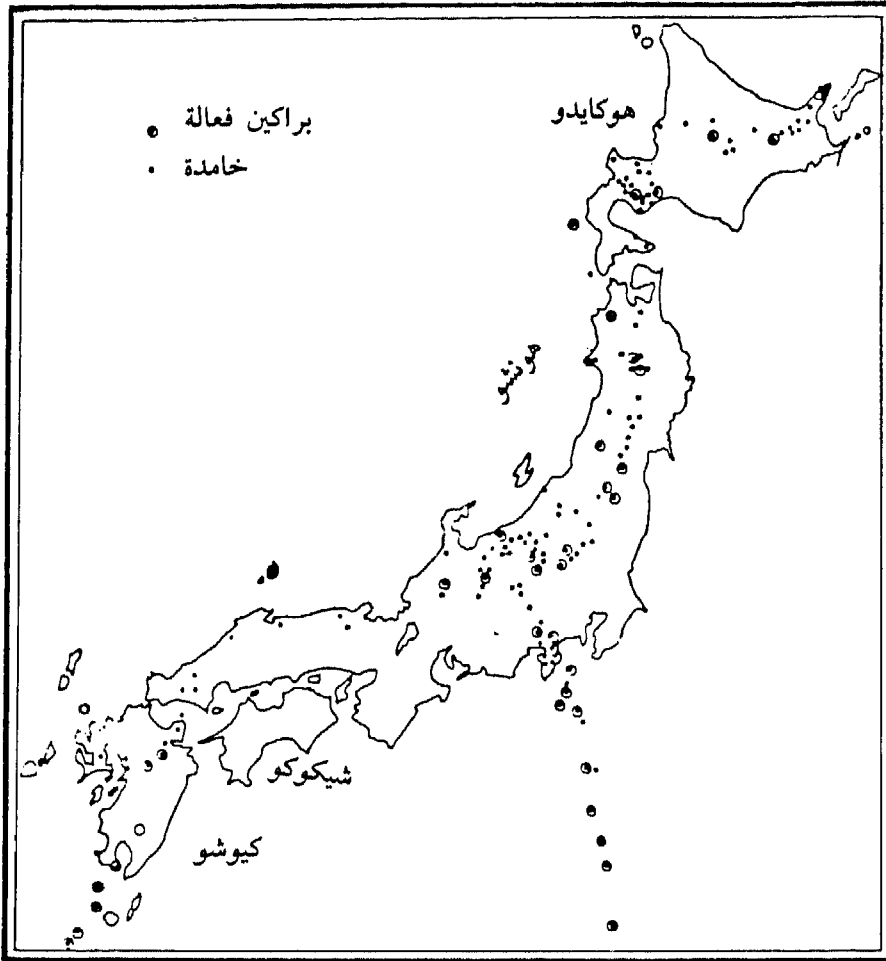 براكين فعالة
خامدة
هوكايدو
هونشو
شيكوكو
كيوشو